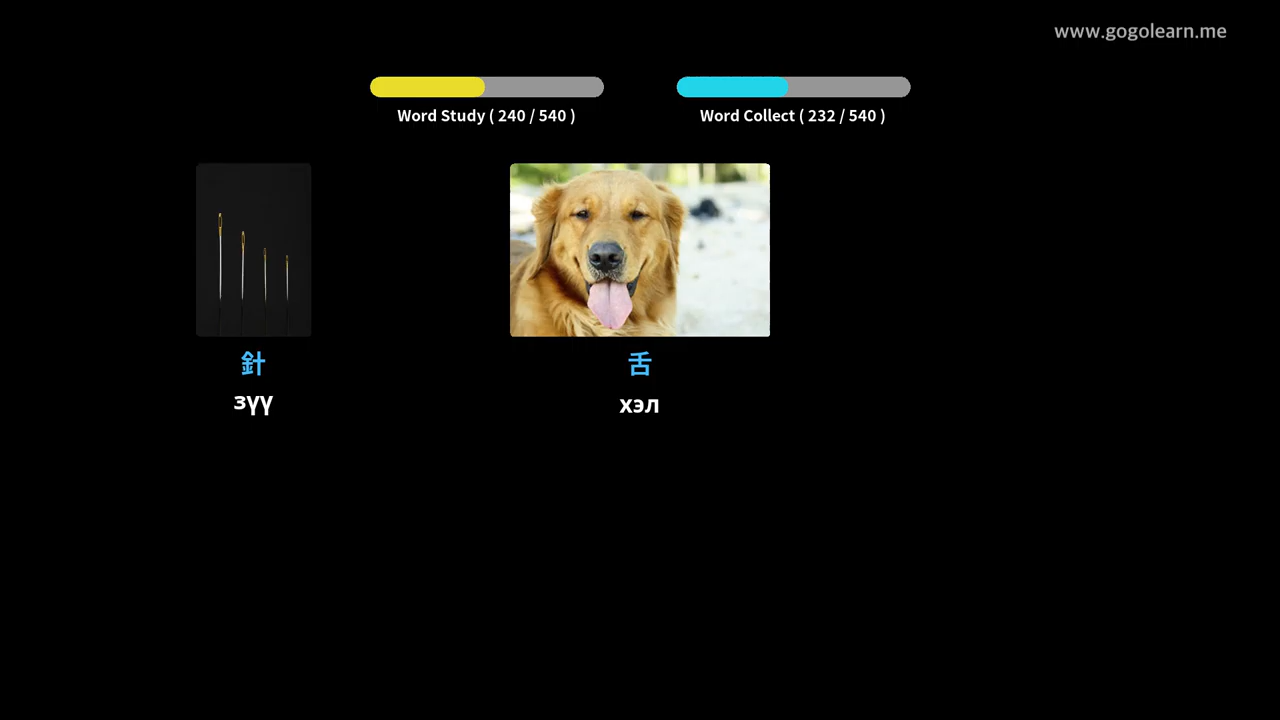 www.gogolearn.me
Word Study ( 240 / 540 )
Word Collect ( 232 / 540 )
針
зүү
舌
хэл